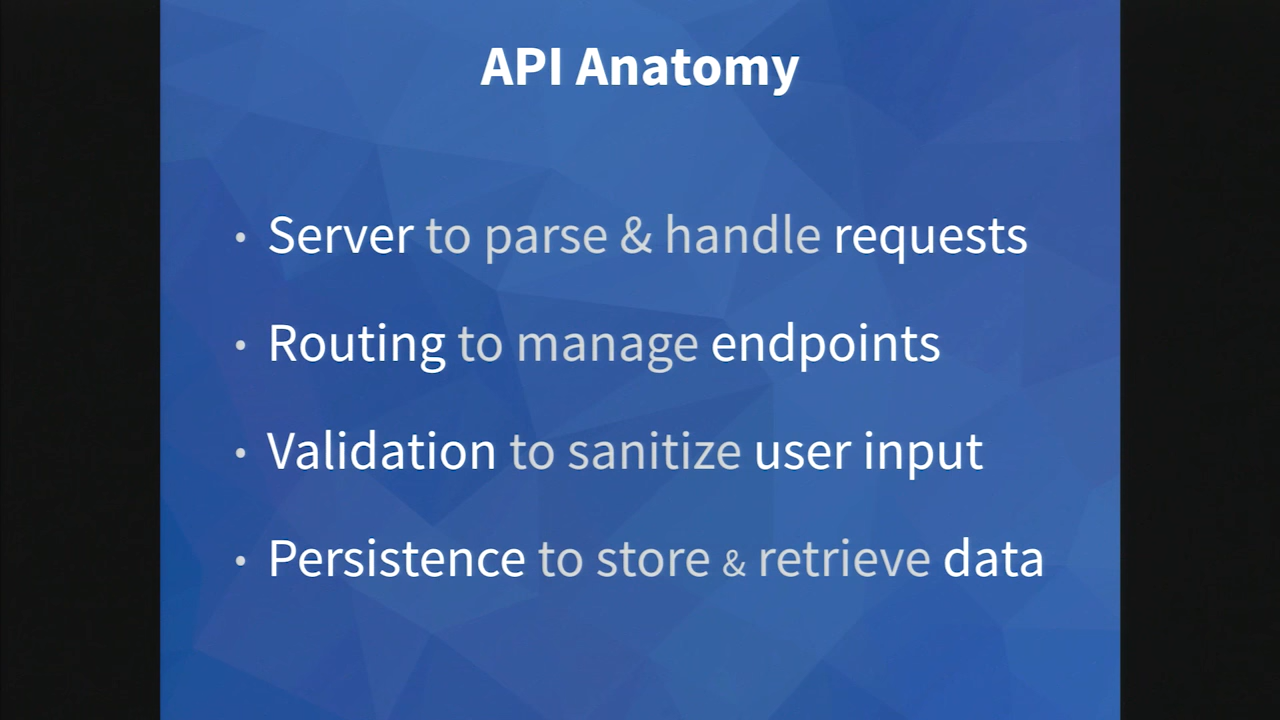 API Anatomy
• Server to parse & handle requests
• Routing to manage endpoints
• Validation to sanitize user input
• Persistence to store & retrieve data